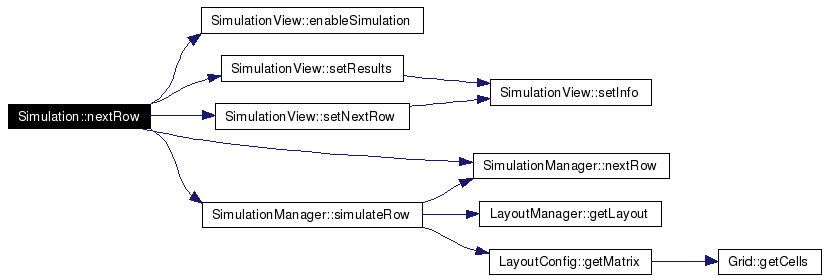 SimulationView::enableSimulation
SimulationView::setResults
SimulationView::setInfo
Simulation::nextRow
SimulationView::setNextRow
SimulationManager::nextRow
SimulationManager::simulateRow
LayoutManager::getLayout
LayoutConfig::getMatrix
Grid::getCells